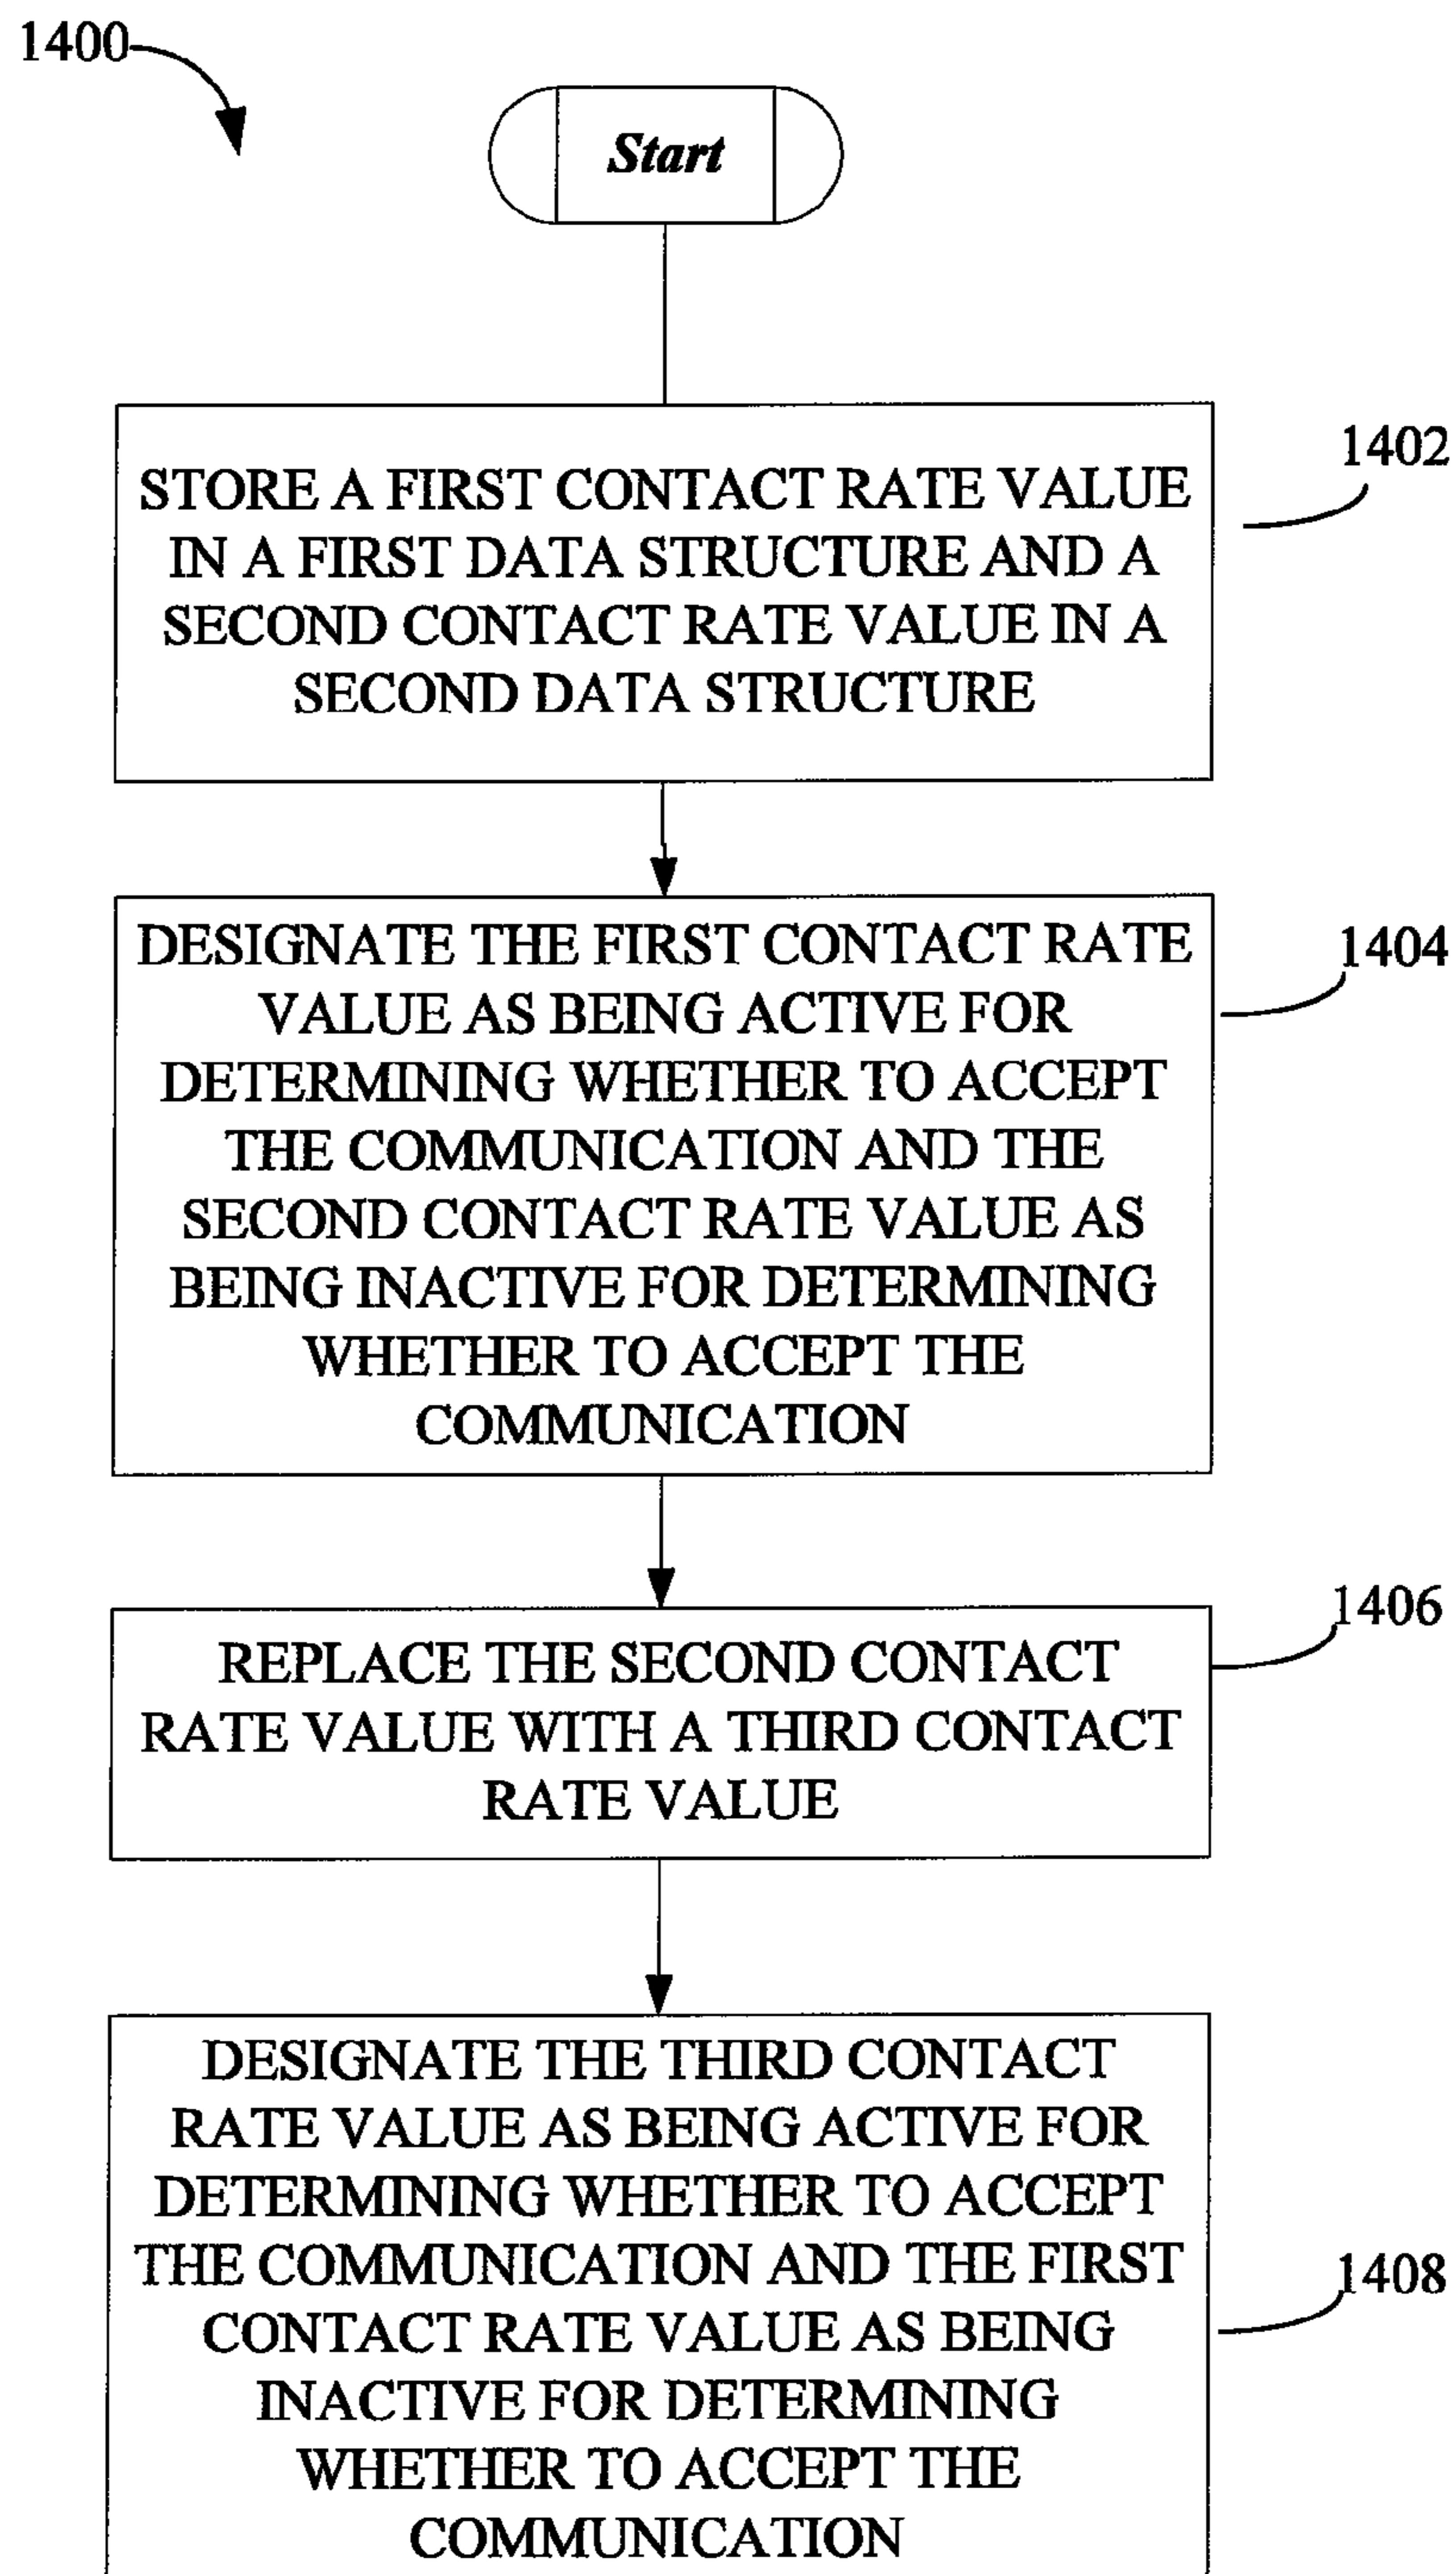 1400
Start
STORE A FIRST CONTACT RATE VALUE
IN A FIRST DATA STRUCTURE AND A
SECOND CONTACT RATE VALUE IN A
SECOND DATA STRUCTURE
1402
DESIGNATE THE FIRST CONTACT RATE
VALUE AS BEING ACTIVE FOR
DETERMINING WHETHER TO ACCEPT
THE COMMUNICATION AND THE
SECOND CONTACT RATE VALUE AS
BEING INACTIVE FOR DETERMINING
WHETHER TO ACCEPT THE
COMMUNICATION
1404
REPLACE THE SECOND CONTACT
RATE VALUE WITH A THIRD CONTACT
RATE VALUE
1406
DESIGNATE THE THIRD CONTACT
RATE VALUE AS BEING ACTIVE FOR
DETERMINING WHETHER TO ACCEPT
THE COMMUNICATION AND THE FIRST
CONTACT RATE VALUE AS BEING
INACTIVE FOR DETERMINING
WHETHER TO ACCEPT THE
COMMUNICATION
1408